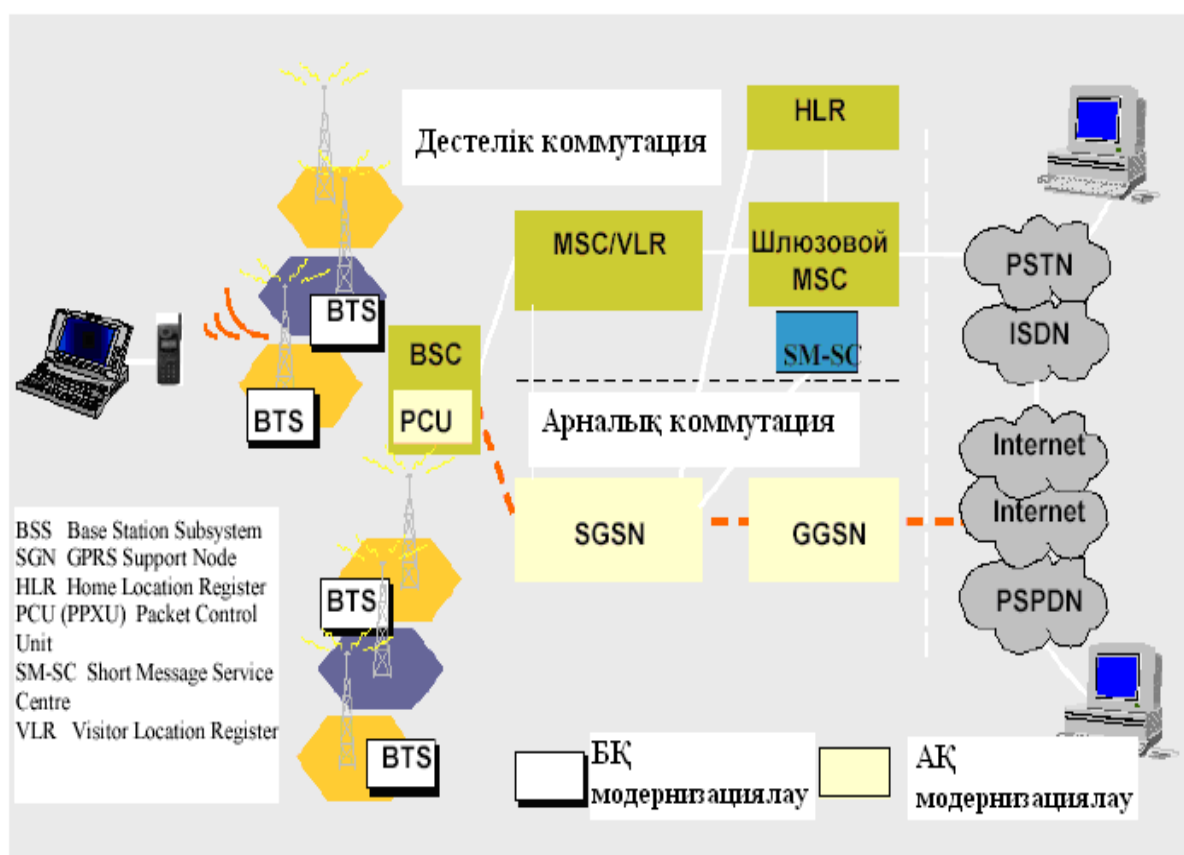 HLR
Дестелік коммутация
MSC/VLR
Шлюзовой
MSC
PSTN
ISDN
BTS
BSC
SM-SC
BTS
PCU
Арналық коммутация
Internet
SGSN
GGSN
Internet
PSPDN
BTS
BTS
BSS Base Station Subsystem
SGN GPRS Support Node
HLR Home Location Register
PCU (PPXU) Packet Control
Unit
SM-SC Short Message Service
Centre
VLR Visitor Location Register
БҚ
модернизациялау
АҚ
модернизациялау